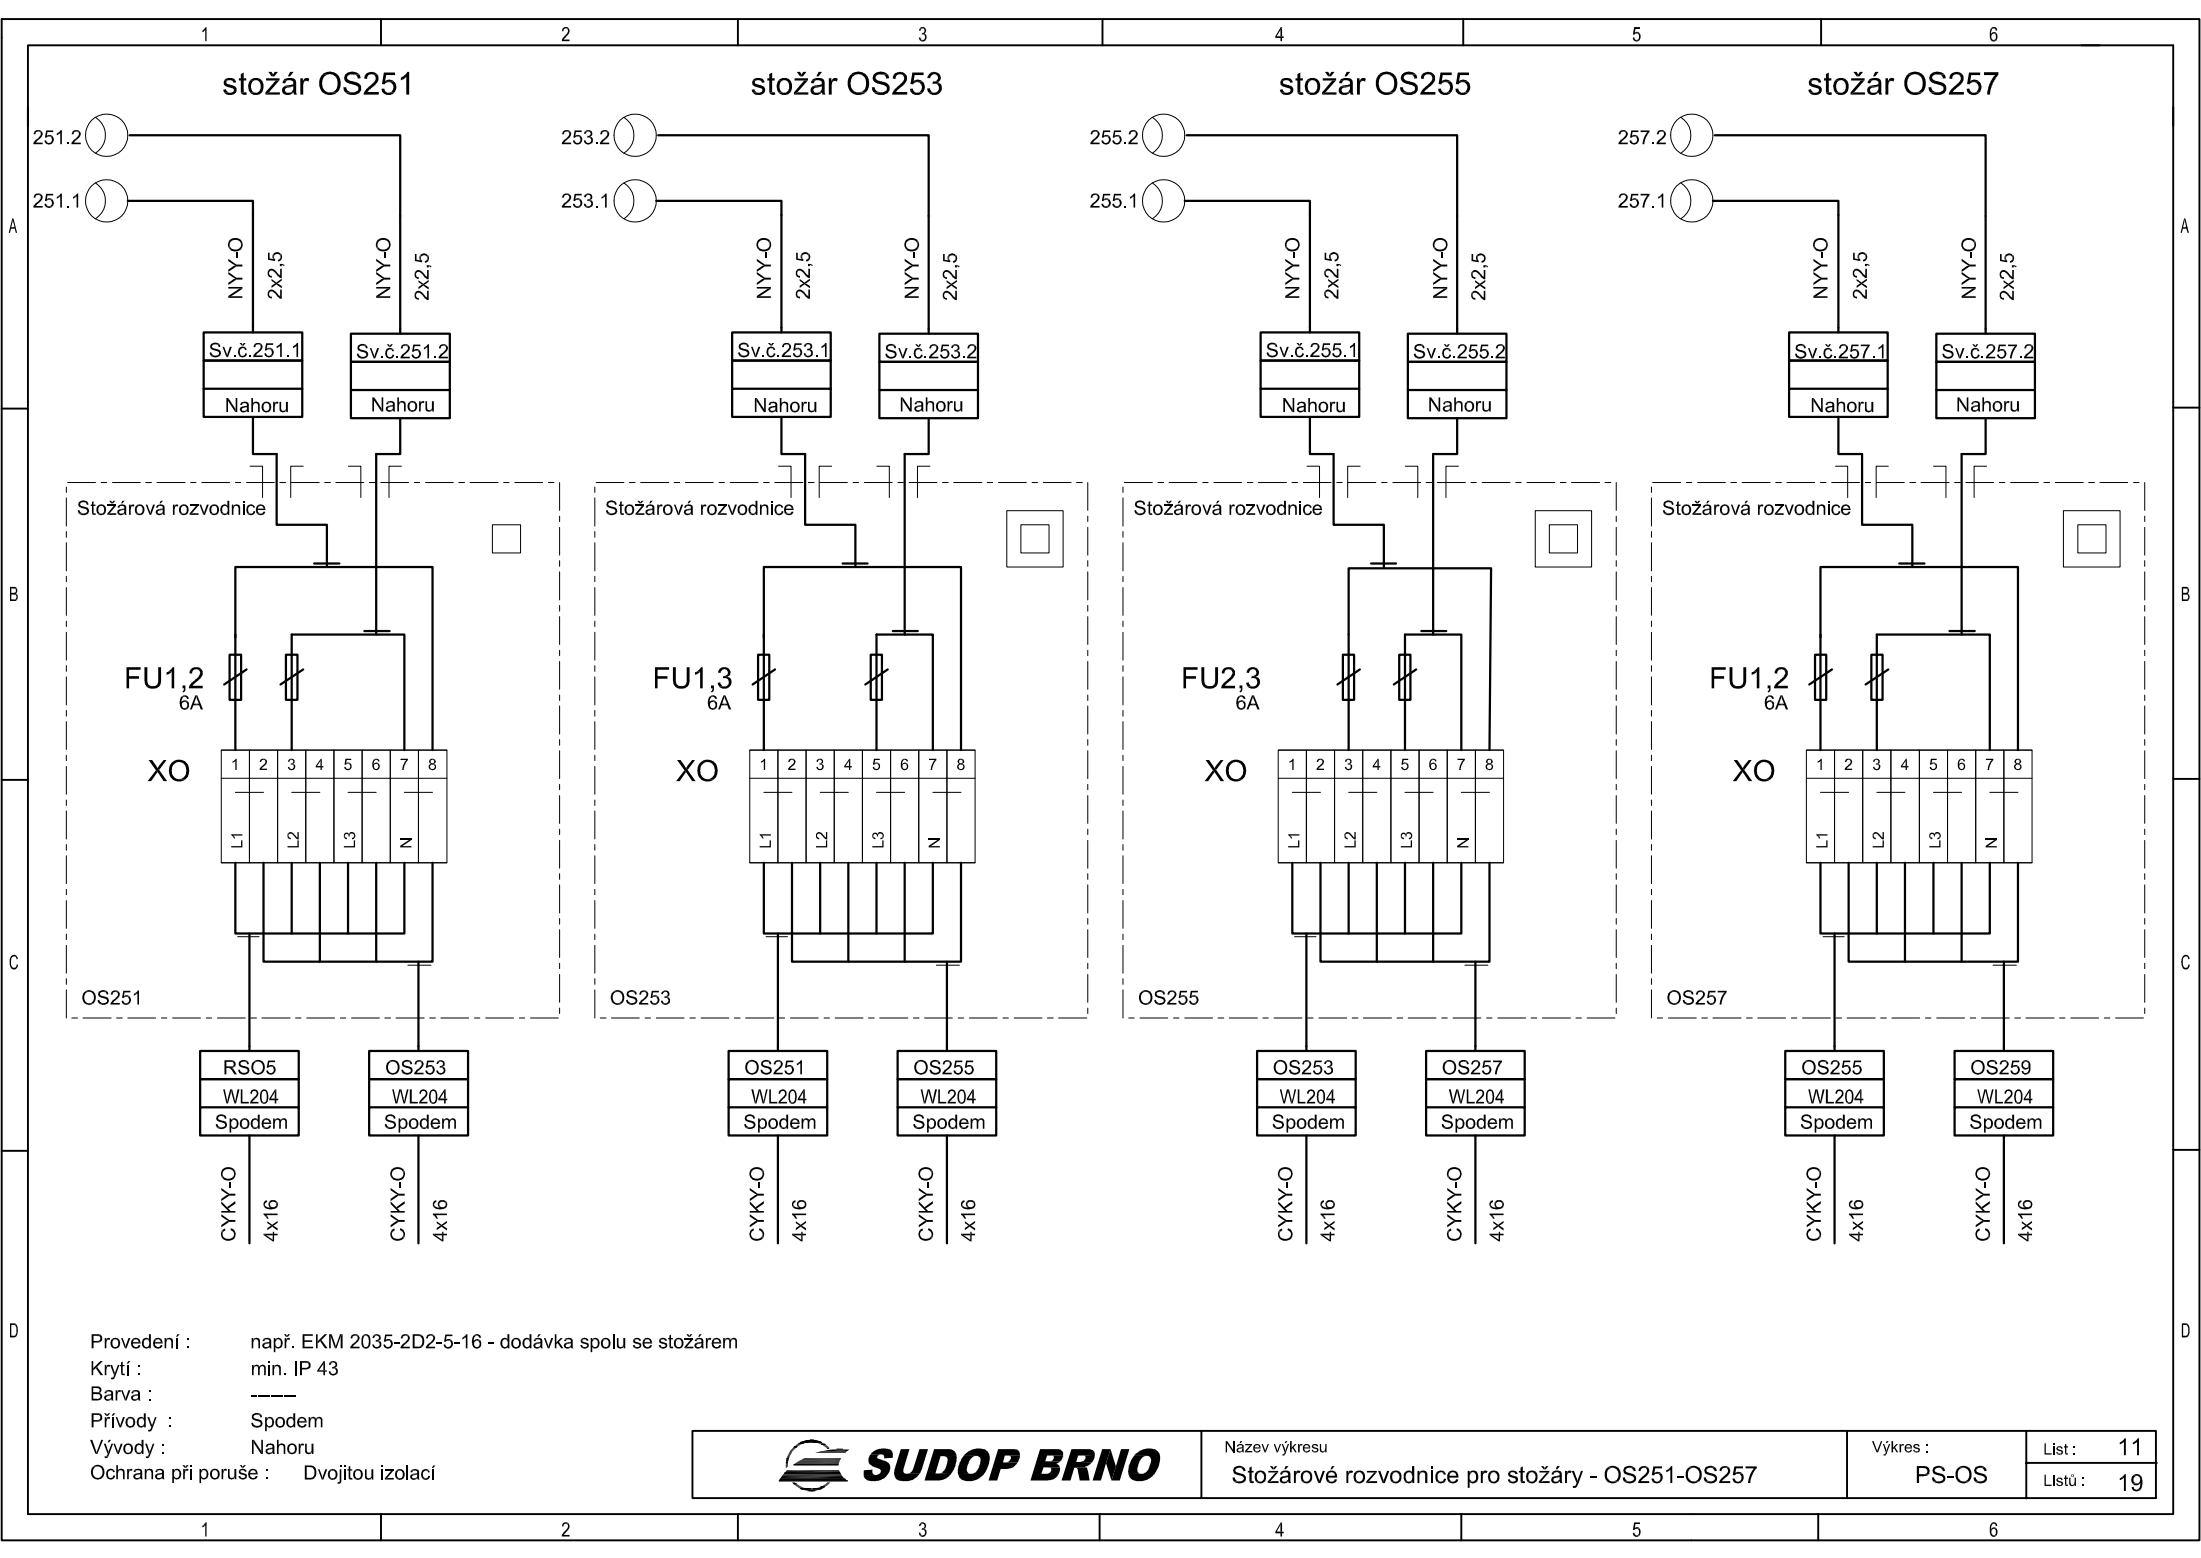 1 2 3 4 5 6
stožár OS251 stožár OS253 stožár OS255 stožár OS257
251.2 253.2 255.2 257.2
251.1 253.1 255.1 257.1
A A
NYY-O 2x2,5 NYY-O 2x2,5 NYY-O 2x2,5 NYY-O 2x2,5 NYY-O 2x2,5 NYY-O 2x2,5 NYY-O 2x2,5 NYY-O 2x2,5
Sv.č.251.1 Sv.č.251.2 Sv.č.253.1 Sv.č.253.2 Sv.č.255.1 Sv.č.255.2 Sv.č.257.1 Sv.č.257.2
Nahoru Nahoru Nahoru Nahoru Nahoru Nahoru Nahoru Nahoru
Stožárová rozvodnice Stožárová rozvodnice Stožárová rozvodnice Stožárová rozvodnice
B B
FU1,2 FU1,3 FU2,3 FU1,2
6A 6A 6A 6A
XO 1 2 3 4 5 6 7 8 XO 1 2 3 4 5 6 7 8 XO 1 2 3 4 5 6 7 8 XO 1 2 3 4 5 6 7 8
L1 L2 L3 N L1 L2 L3 N L1 L2 L3 N L1 L2 L3 N
C C
OS251 OS253 OS255 OS257
RSO5 OS253 OS251 OS255 OS253 OS257 OS255 OS259
WL204 WL204 WL204 WL204 WL204 WL204 WL204 WL204
Spodem Spodem Spodem Spodem Spodem Spodem Spodem Spodem
CYKY-O 4x16 CYKY-O 4x16 CYKY-O 4x16 CYKY-O 4x16 CYKY-O 4x16 CYKY-O 4x16 CYKY-O 4x16 CYKY-O 4x16
D D
Provedení : např. EKM 2035-2D2-5-16 - dodávka spolu se stožárem
Krytí : min. IP 43
Barva : -------
Přívody : Spodem
Vývody : Nahoru
Ochrana při poruše : Dvojitou izolací
SUDOP BRNO
Název výkresu
Stožárové rozvodnice pro stožáry - OS251-OS257
Výkres :
PS-OS
List : 11
Listů : 19
1 2 3 4 5 6